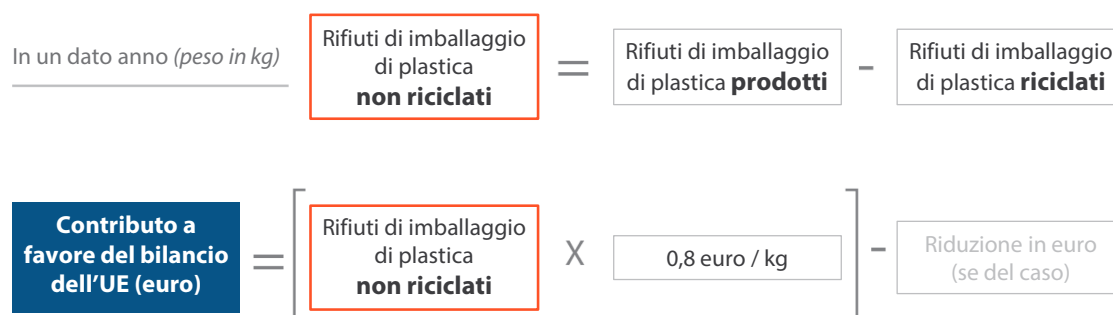 In un dato anno (peso in kg)
Rifiuti di imballaggio
di plastica
non riciclati
=
Rifiuti di imballaggio
di plastica prodotti
-
Rifiuti di imballaggio
di plastica riciclati
Contributo a
favore del bilancio
dell'UE (euro)
=
Rifiuti di imballaggio
di plastica
non riciclati
X
0,8 euro / kg
-
Riduzione in euro
(se del caso)